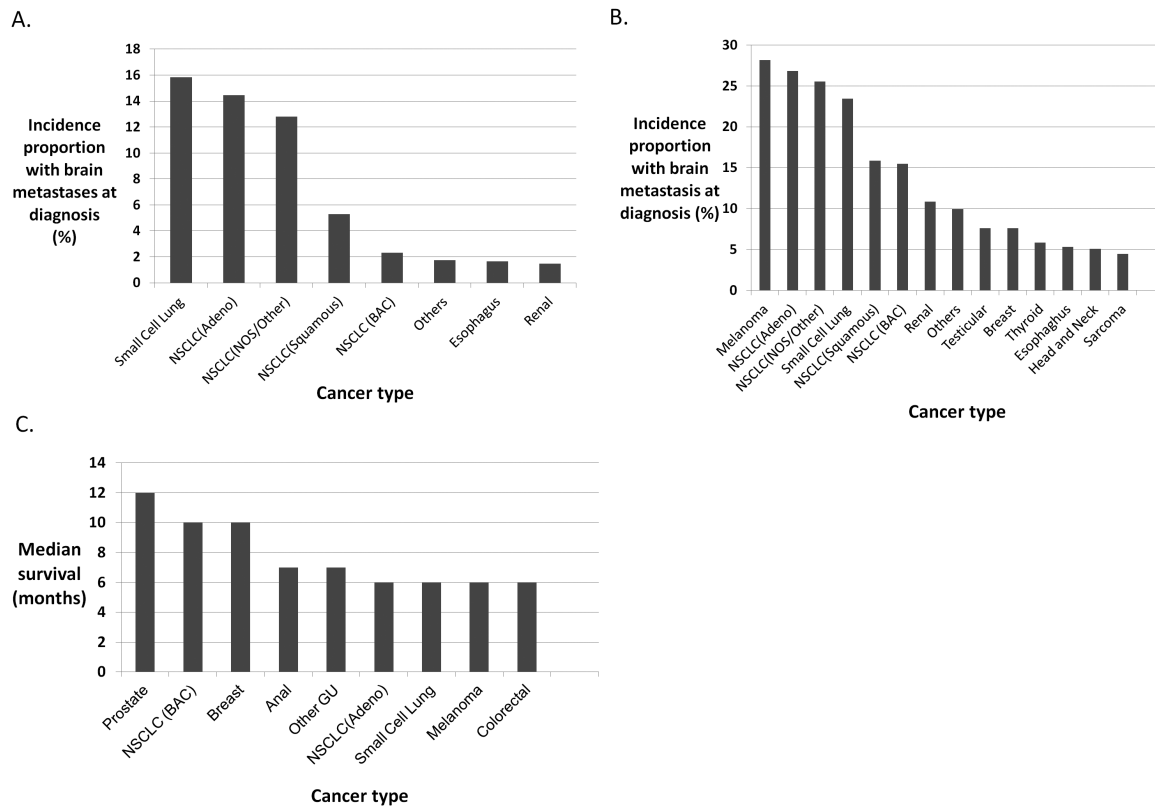 A.
18
16
14
12
10
8
6
4
2
0
Incidence
proportion
with brain
metastases at
diagnosis
(%)
Small Cell Lung
NSCLC(Adeno)
NSCLC(NOS/Other)
NSCLC(Squamous)
NSCLC (BAC)
Others
Esophagus
Renal
Cancer type
B.
30
25
20
15
10
5
0
Incidence
proportion
with brain
metastasis at
diagnosis (%)
Melanoma
NSCLC(Adeno)
NSCLC(NOS/Other)
Small Cell Lung
NSCLC(Squamous)
NSCLC (BAC)
Renal
Others
Testicular
Breast
Thyroid
Esophaghus
Head and Neck
Sarcoma
Cancer type
C.
14
12
10
8
6
4
2
0
Median
survival
(months)
Prostate
NSCLC (BAC)
Breast
Anal
Other GU
NSCLC(Adeno)
Small Cell Lung
Melanoma
Colorectal
Cancer type